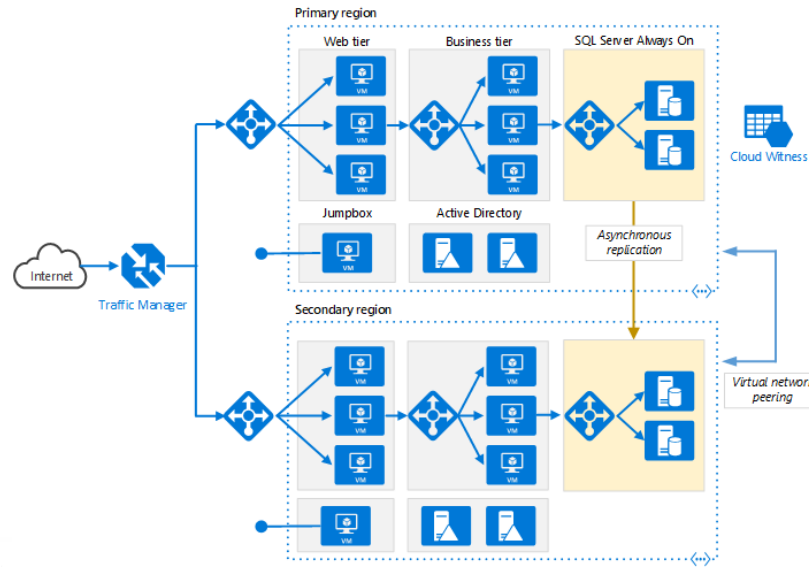 Primary region
Web tier
Business tier
SQL Server Always On
VM
VM
VM
VM
VM
VM
Cloud Witness
Jumpbox
Active Directory
VM
Asynchronous
replication
Internet
Traffic Manager
Secondary region
VM
VM
VM
VM
VM
VM
Virtual network
peering
VM